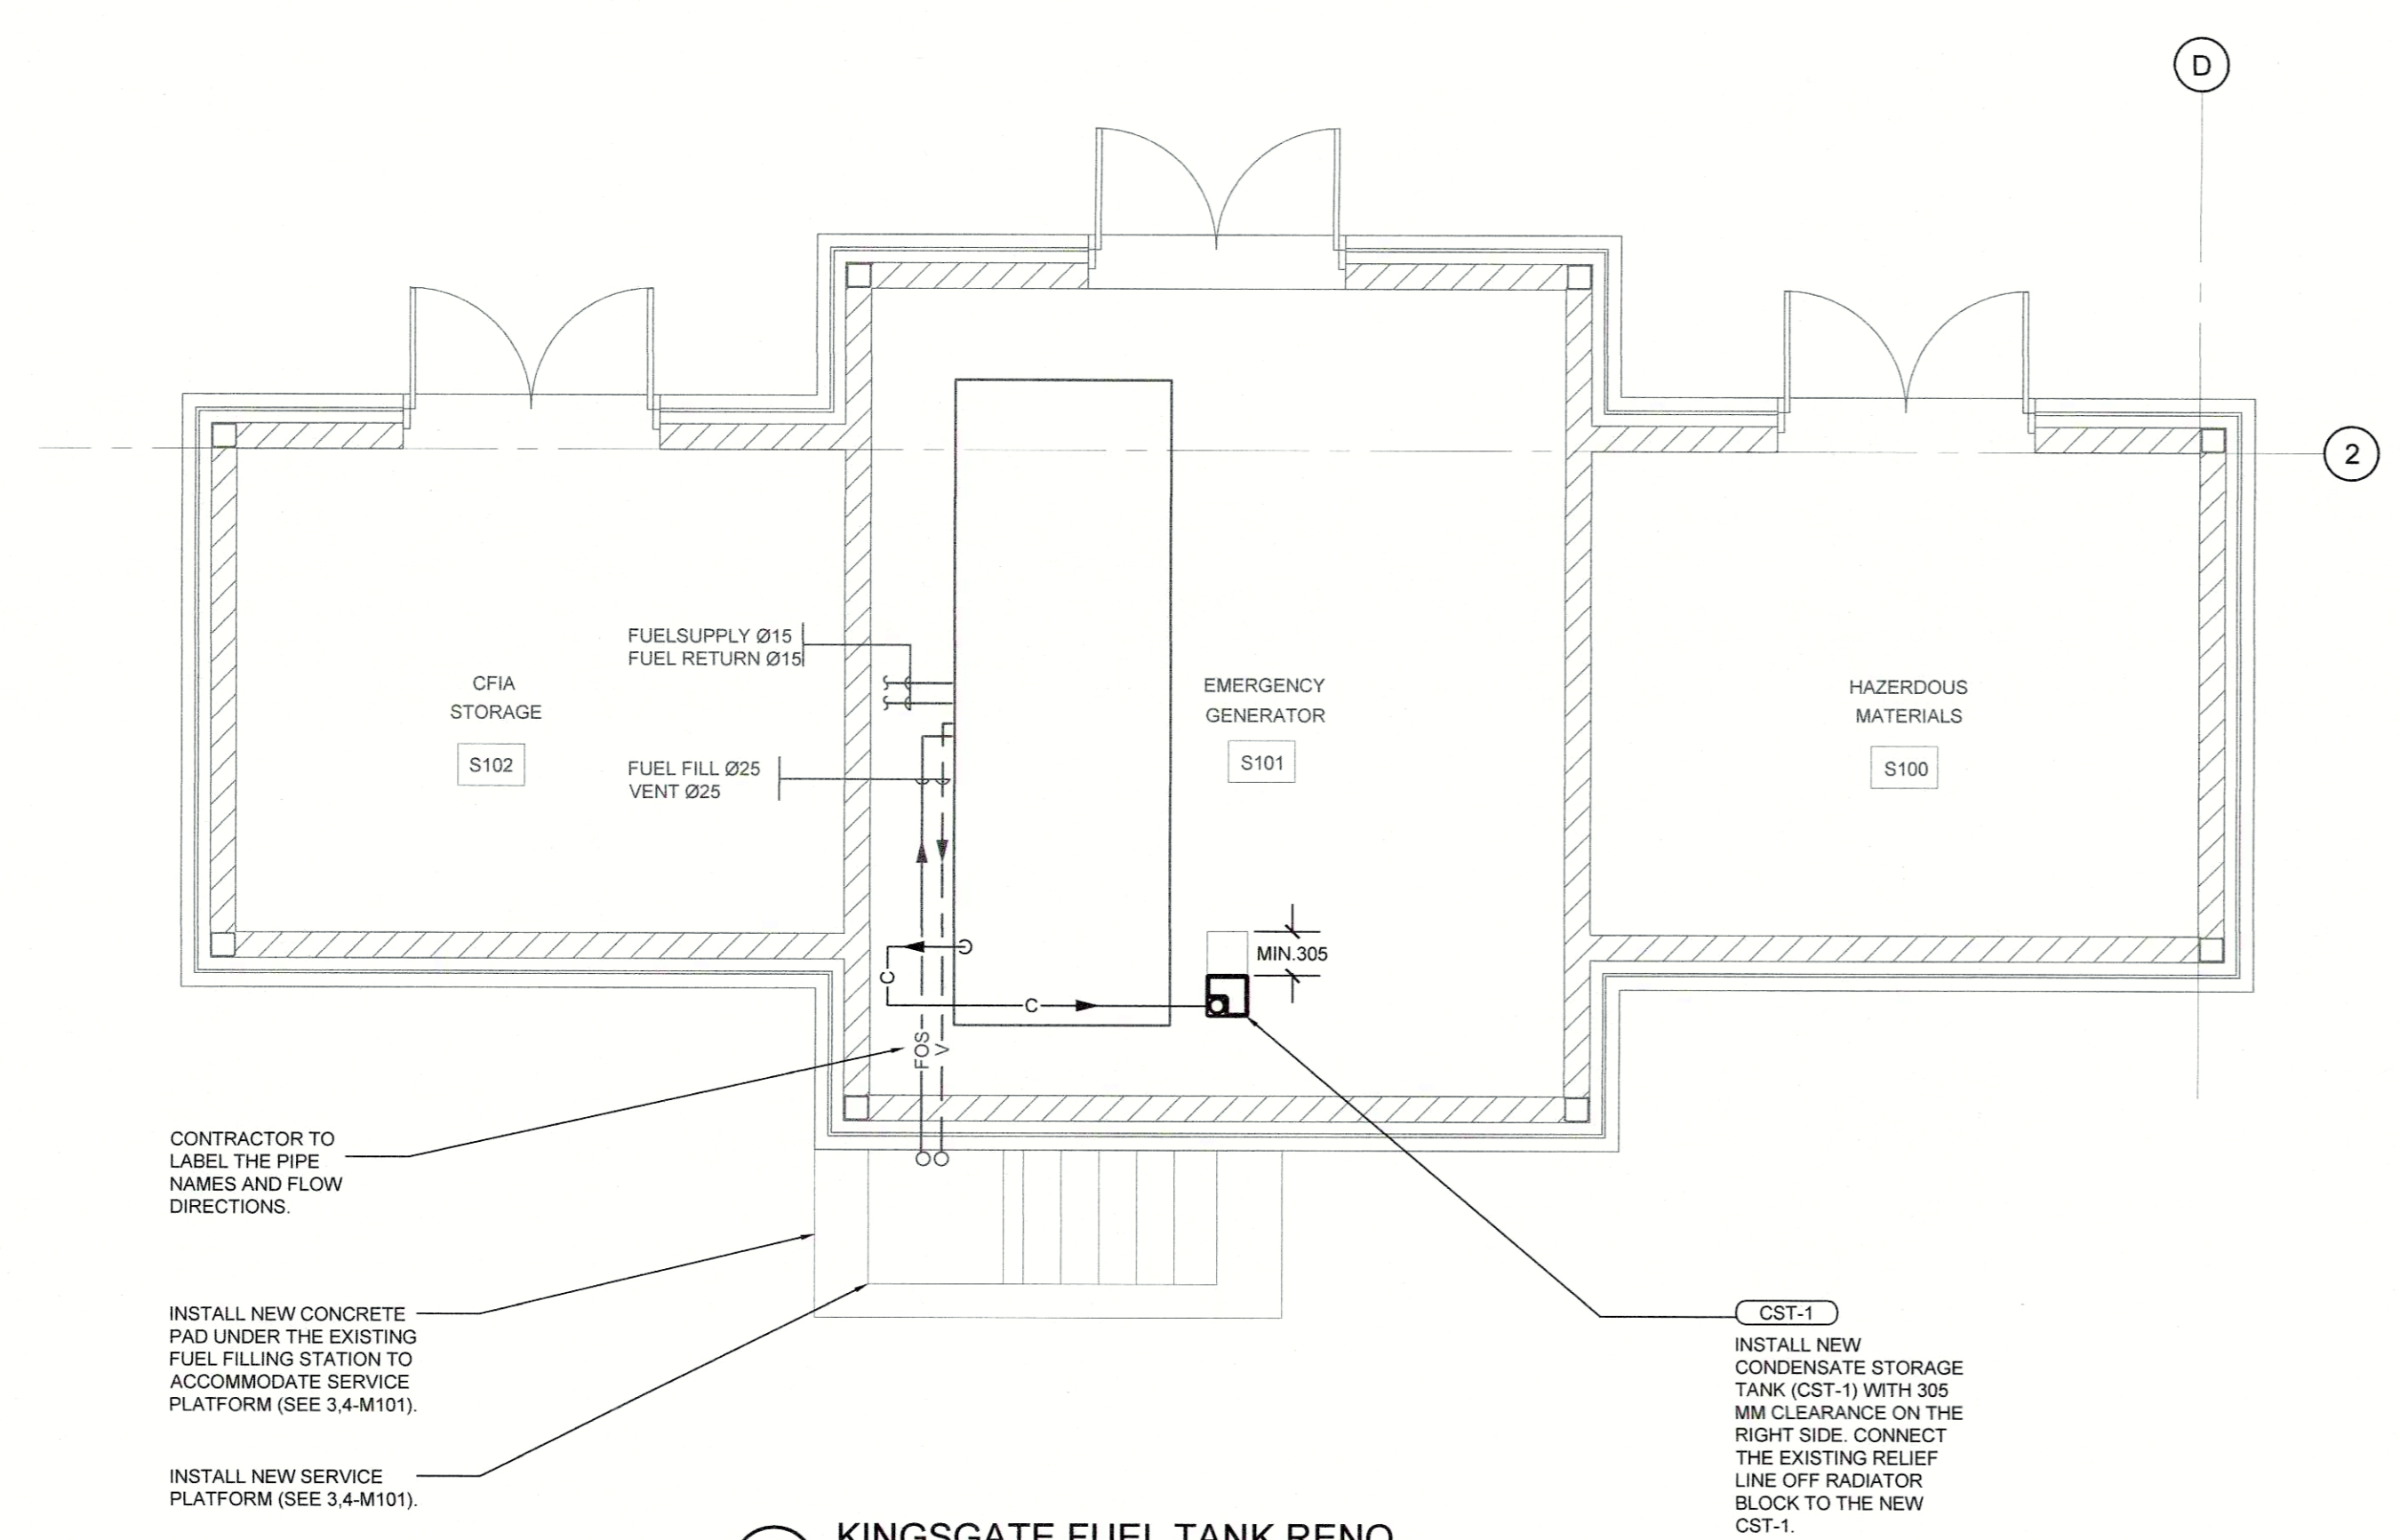 D
2
FUELSUPPLY Ø15
FUEL RETURN Ø15
CFIA
STORAGE
S102
EMERGENCY
GENERATOR
S101
HAZERDOUS
MATERIALS
S100
FUEL FILL Ø25
VENT Ø25
MIN.305
C
C
FOS
V
CONTRACTOR TO
LABEL THE PIPE
NAMES AND FLOW
DIRECTIONS.
INSTALL NEW CONCRETE
PAD UNDER THE EXISTING
FUEL FILLING STATION TO
ACCOMMODATE SERVICE
PLATFORM (SEE 3,4-M101).
INSTALL NEW SERVICE
PLATFORM (SEE 3,4-M101).
CST-1
INSTALL NEW
CONDENSATE STORAGE
TANK (CST-1) WITH 305
MM CLEARANCE ON THE
RIGHT SIDE. CONNECT
THE EXISTING RELIEF
LINE OFF RADIATOR
BLOCK TO THE NEW
CST-1.
KINGSGATE FUEL TANK RENO